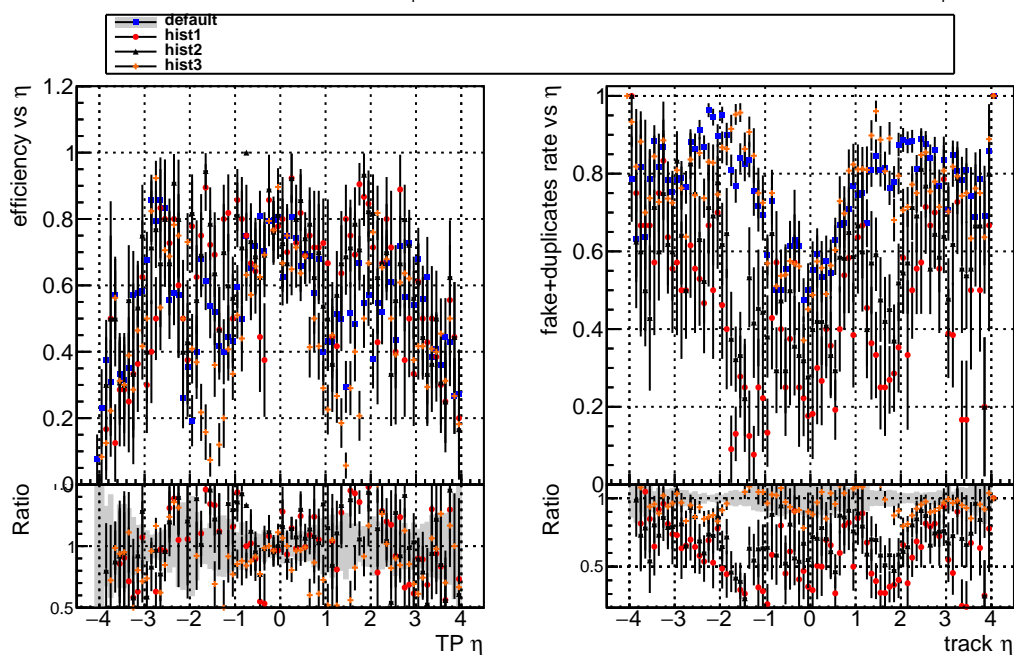 default
hist1
hist2
hist3
efficiency vs η
1.2
1
0.8
0.6
0.4
0.2
0
Ratio
1
0.5
−4 −3 −2 −1 0 1 2 3 4
TP η
fake+duplicates rate vs η
1
0.8
0.6
0.4
0.2
0
Ratio
1
0.5
−4 −3 −2 −1 0 1 2 3 4
track η